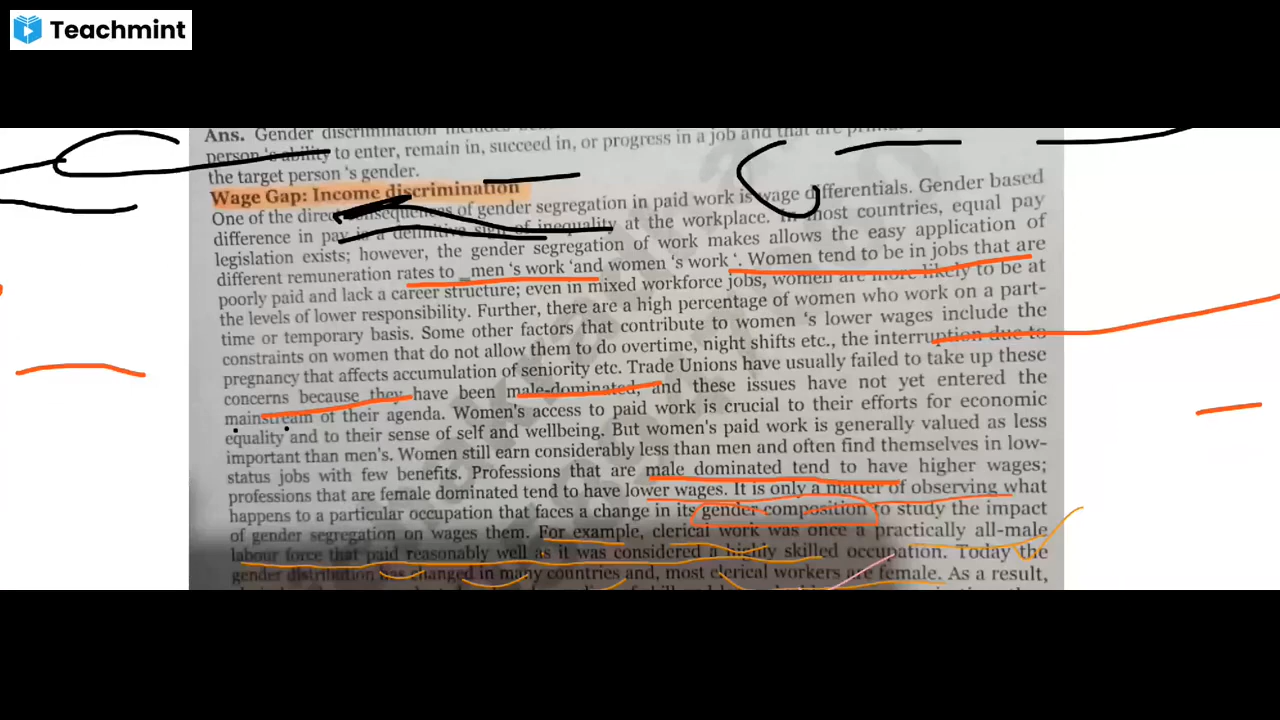 Teachmint
Ans. Gender discrimination includes
person 's ability to enter, remain in, succeed in, or progress in a job and that are
the target person 's gender.
Wage Gap: Income discrimination
One of the direct consequences of gender segregation in paid work is wage differentials. Gender based
difference in pay is a definitive sign of inequality at the workplace. In most countries, equal pay
legislation exists; however, the gender segregation of work makes allows the easy application of
different remuneration rates to _men 's work 'and women 's work '. Women tend to be in jobs that are
poorly paid and lack a career structure; even in mixed workforce jobs, women are more likely to be at
the levels of lower responsibility. Further, there are a high percentage of women who work on a part-
time or temporary basis. Some other factors that contribute to women 's lower wages include the
constraints on women that do not allow them to do overtime, night shifts etc., the interruption due to
pregnancy that affects accumulation of seniority etc. Trade Unions have usually failed to take up these
concerns because they have been male-dominated, and these issues have not yet entered the
mainstream of their agenda. Women's access to paid work is crucial to their efforts for economic
equality and to their sense of self and wellbeing. But women's paid work is generally valued as less
important than men's. Women still earn considerably less than men and often find themselves in low-
status jobs with few benefits. Professions that are male dominated tend to have higher wages;
professions that are female dominated tend to have lower wages. It is only a matter of observing what
happens to a particular occupation that faces a change in its gender composition to study the impact
of gender segregation on wages them. For example, clerical work was once a practically all-male
labour force that paid reasonably well as it was considered a highly skilled occupation. Today the
gender distribution has changed in many countries and, most clerical workers are female. As a result,